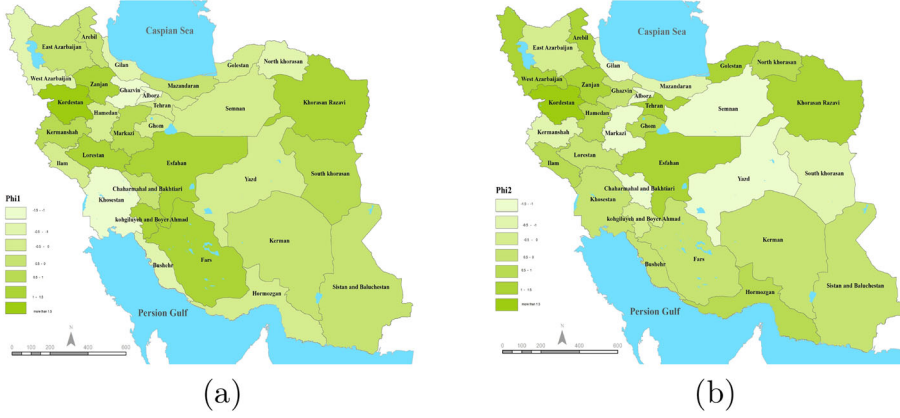 Caspian Sea
Arebil
East Azarbaijan
Gilan
Golestan
North khorasan
West Azarbaijan
Zanjan
Mazandaran
Ghazvin
Alborz
Kordestan
Tehran
Semnan
Khorasan Razavi
Hamedan
Kermanshah
Markazi
Ghom
Lorestan
Esfahan
Ilam
Yazd
South khorasan
Chaharmahal and Bakhtiari
Phi1
Khosestan
kohgilayeh and Boyer Ahmad
Kerman
Bushehr
Fars
Sistan and Baluchestan
Hormozgan
Persion Gulf
N
0 100 200 400 600
(a)
Caspian Sea
Arebil
East Azarbaijan
Gilan
Golestan
North khorasan
West Azarbaijan
Zanjan
Mazandaran
Ghazvin
Alborz
Kordestan
Tehran
Semnan
Khorasan Razavi
Hamedan
Kermanshah
Markazi
Ghom
Lorestan
Esfahan
Ilam
Yazd
South khorasan
Chaharmahal and Bakhtiari
Phi2
Khosestan
kohgilayeh and Boyer Ahmad
Kerman
Bushehr
Fars
Sistan and Baluchestan
Hormozgan
Persion Gulf
N
0 50 100 200 400 600
(b)